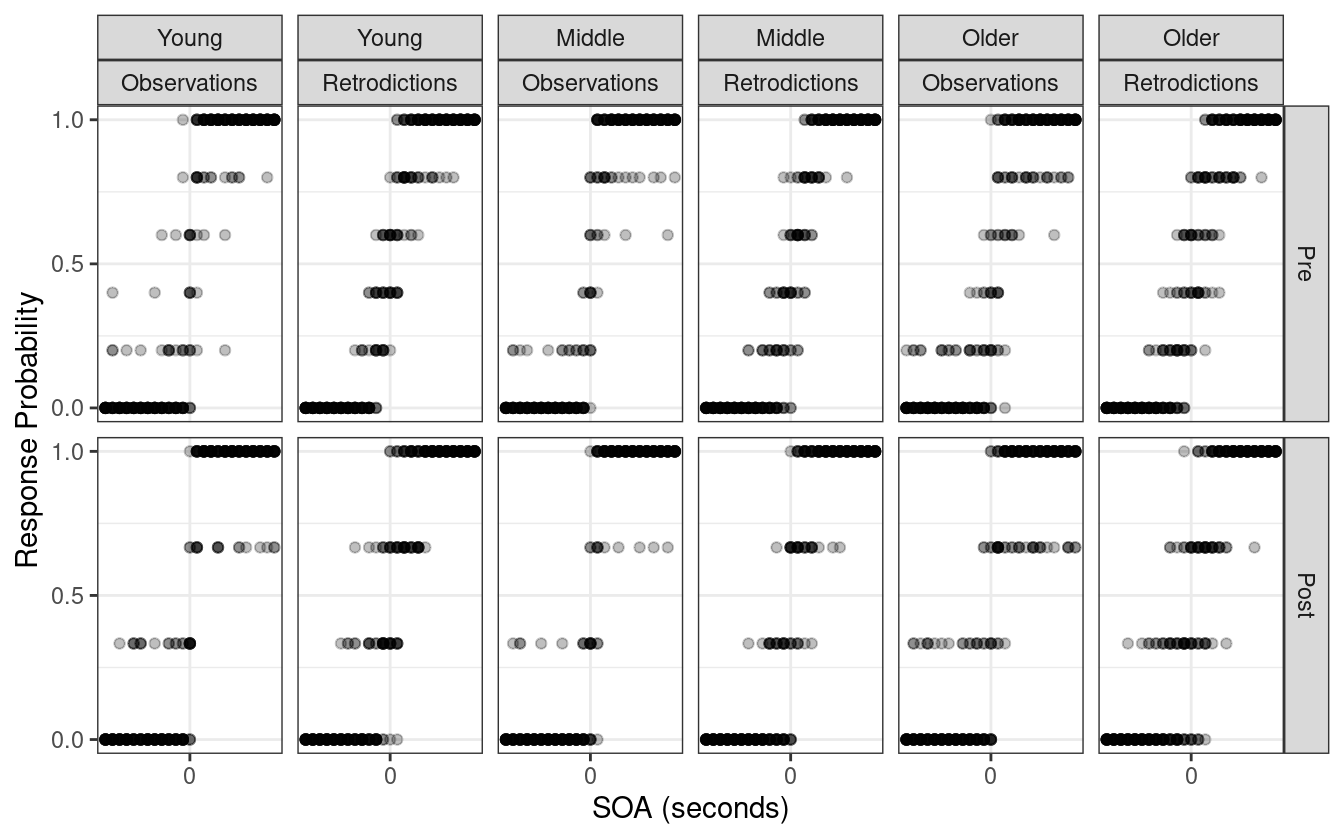 Young Young Middle Middle Older Older
Observations Retrodictions Observations Retrodictions Observations Retrodictions
1.0
0.5
0.0
Pre
1.0
0.5
0.0
Post
Response Probability
0 0 0 0 0 0
SOA (seconds)